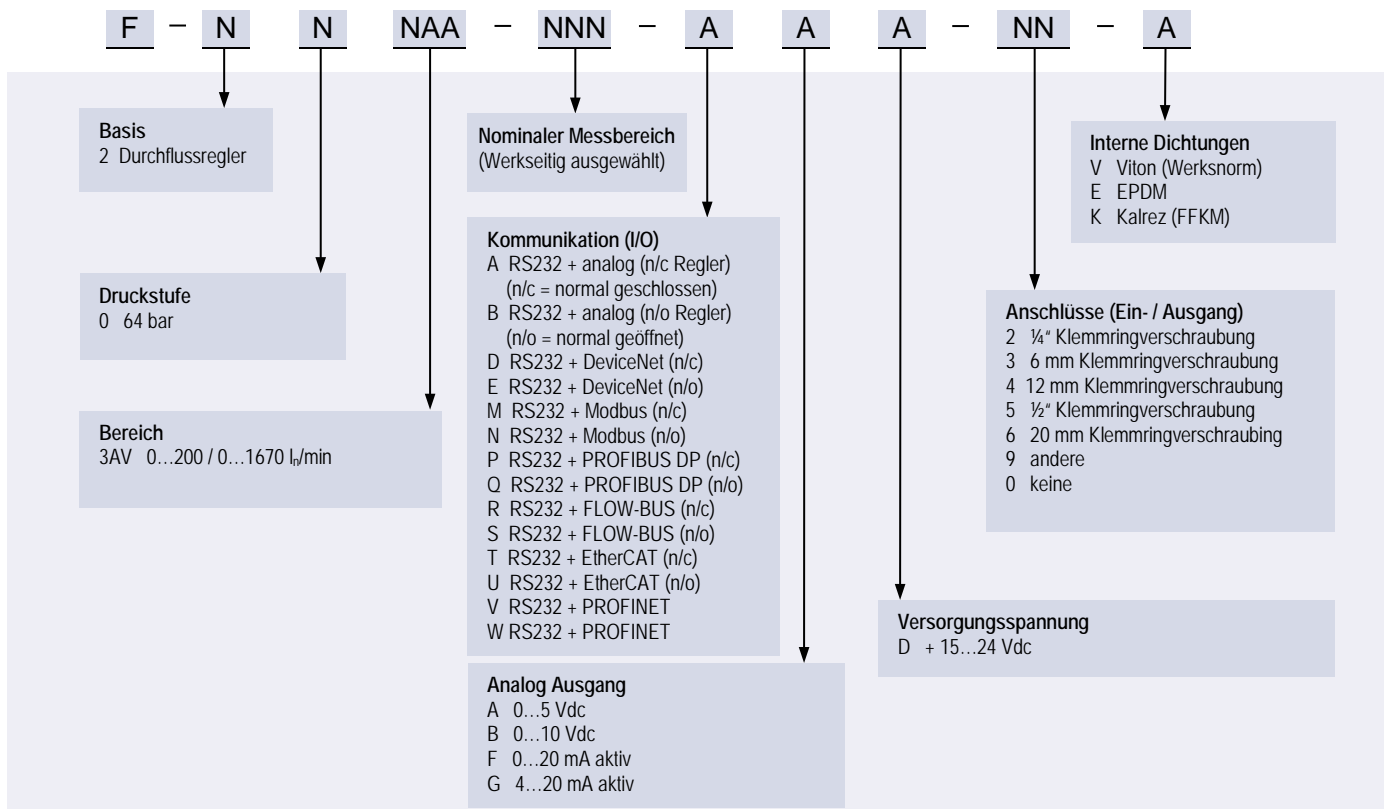 F – N N NAA – NNN – A A A – NN – A
Basis
2 Durchflussregler
Druckstufe
0 64 bar
Bereich
3AV 0…200 / 0…1670 lₙ/min
Nominaler Messbereich
(Werkseitig ausgewählt)
Kommunikation (I/O)
A RS232 + analog (n/c Regler)
(n/c = normal geschlossen)
B RS232 + analog (n/o Regler)
(n/o = normal geöffnet)
D RS232 + DeviceNet (n/c)
E RS232 + DeviceNet (n/o)
M RS232 + Modbus (n/c)
N RS232 + Modbus (n/o)
P RS232 + PROFIBUS DP (n/c)
Q RS232 + PROFIBUS DP (n/o)
R RS232 + FLOW-BUS (n/c)
S RS232 + FLOW-BUS (n/o)
T RS232 + EtherCAT (n/c)
U RS232 + EtherCAT (n/o)
V RS232 + PROFINET
W RS232 + PROFINET
Analog Ausgang
A 0…5 Vdc
B 0…10 Vdc
F 0…20 mA aktiv
G 4…20 mA aktiv
Versorgungsspannung
D + 15…24 Vdc
Anschlüsse (Ein- / Ausgang)
2 ¼“ Klemmringverschraubung
3 6 mm Klemmringverschraubung
4 12 mm Klemmringverschraubung
5 ½“ Klemmringverschraubung
6 20 mm Klemmringverschraubing
9 andere
0 keine
Interne Dichtungen
V Viton (Werksnorm)
E EPDM
K Kalrez (FFKM)